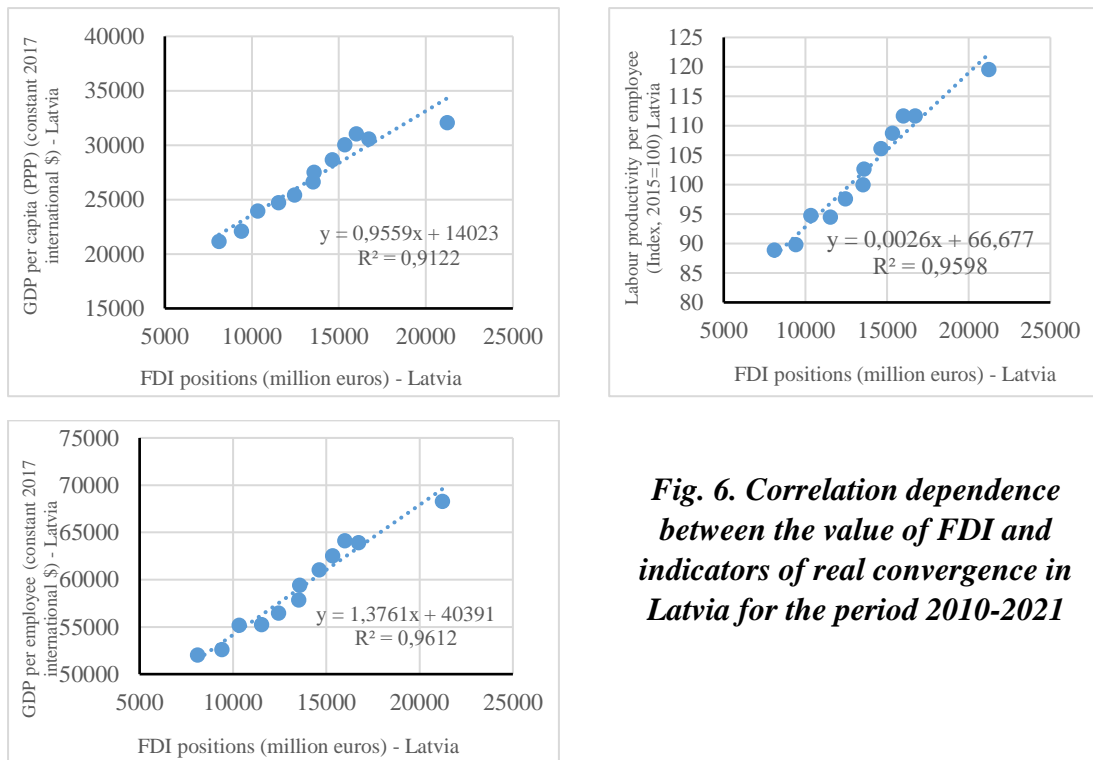 GDP per capita (PPP) (constant 2017
international $) - Latvia
40000
35000
30000
25000
20000
15000
y = 0,9559x + 14023
R² = 0,9122
5000 10000 15000 20000 25000
FDI positions (million euros) - Latvia
Labour productivity per employee
(Index, 2015=100) Latvia
125
120
115
110
105
100
95
90
85
80
y = 0,0026x + 66,677
R² = 0,9598
5000 10000 15000 20000 25000
FDI positions (million euros) - Latvia
GDP per employee (constant 2017
international $) - Latvia
75000
70000
65000
60000
55000
50000
y = 1,3761x + 40391
R² = 0,9612
5000 10000 15000 20000 25000
FDI positions (million euros) - Latvia
Fig. 6. Correlation dependence
between the value of FDI and
indicators of real convergence in
Latvia for the period 2010-2021